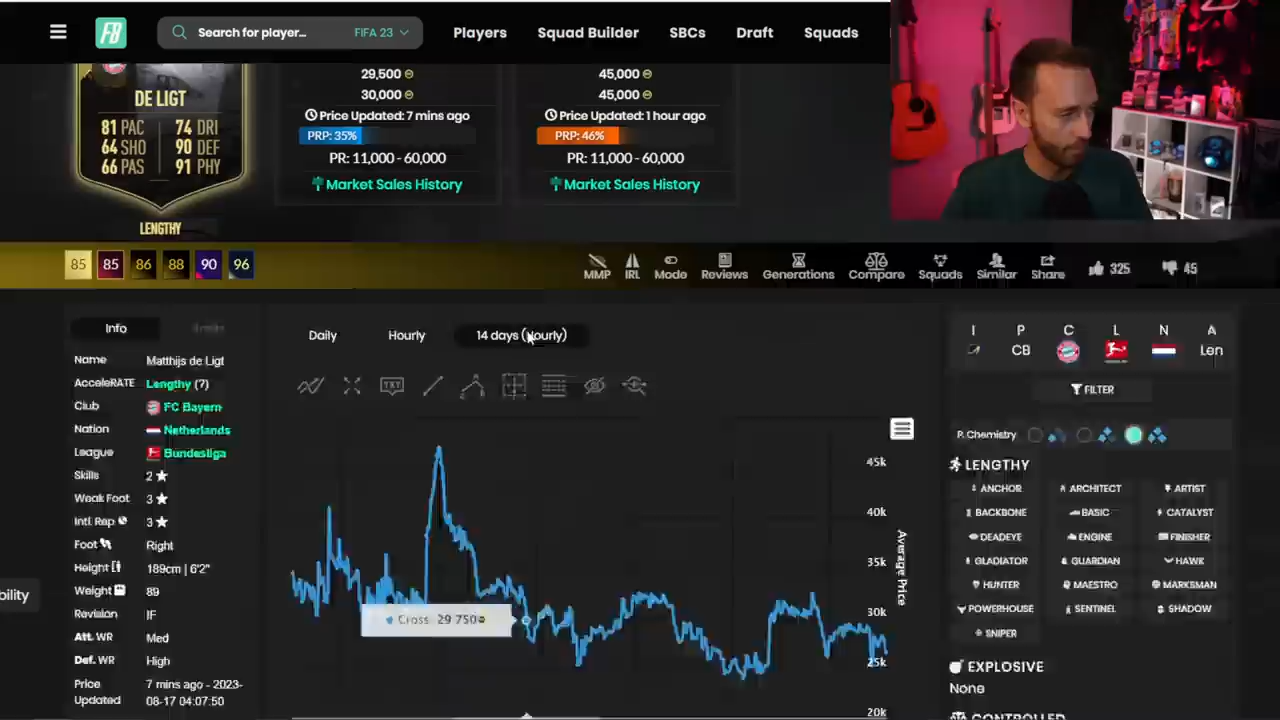 FB
Search for player...
FIFA 23
Players
Squad Builder
SBCs
Draft
Squads
DE LIGT
81 PAC
74 DRI
64 SHO
90 DEF
66 PAS
91 PHY
LENGTHY
29,500
30,000
Price Updated: 7 mins ago
PRP: 35%
PR: 11,000 - 60,000
Market Sales History
45,000
45,000
Price Updated: 1 hour ago
PRP: 46%
PR: 11,000 - 60,000
Market Sales History
85
85
86
88
90
96
MMP
IRL
Mode
Reviews
Generations
Compare
Squads
Similar
Share
325
45
Info
Name Matthijs de Ligt
AcceleRATE Lengthy (?)
Club FC Bayern
Nation Netherlands
League Bundesliga
Skills 2
Weak Foot 3
Intl. Rep 3
Foot Right
Height 189cm | 6'2"
Weight 89
Revision IF
Att. WR Med
Def. WR High
Price Updated 7 mins ago - 2023-08-17 04:07:50
bility
Daily
Hourly
14 days (Hourly)
TXT
Cross 29 750
45k
40k
35k
30k
25k
20k
Average Price
I P C L N A
CB
Len
FILTER
P. Chemistry
LENGTHY
ANCHOR
ARCHITECT
ARTIST
BACKBONE
BASIC
CATALYST
DEADEYE
ENGINE
FINISHER
GLADIATOR
GUARDIAN
HAWK
HUNTER
MAESTRO
MARKSMAN
POWERHOUSE
SENTINEL
SHADOW
SNIPER
EXPLOSIVE
None
CONTROLLED